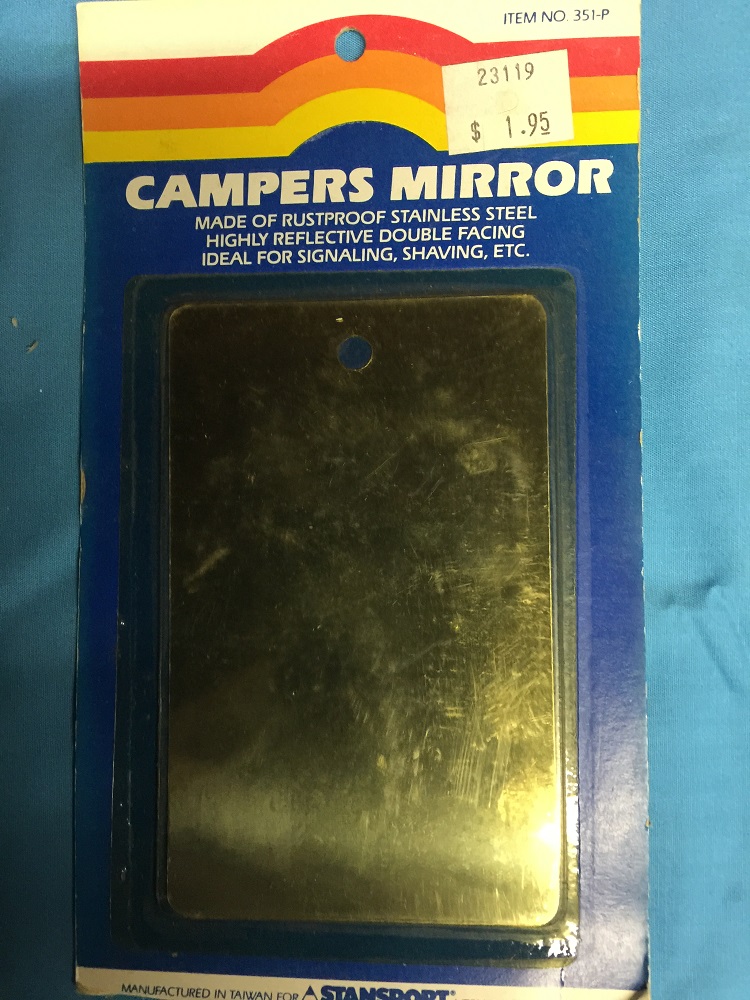 ITEM NO. 351-P
23119
$ 1.95
CAMPERS MIRROR
MADE OF RUSTPROOF STAINLESS STEEL
HIGHLY REFLECTIVE DOUBLE FACING
IDEAL FOR SIGNALING, SHAVING, ETC.
MANUFACTURED IN TAIWAN FOR STANSPORT